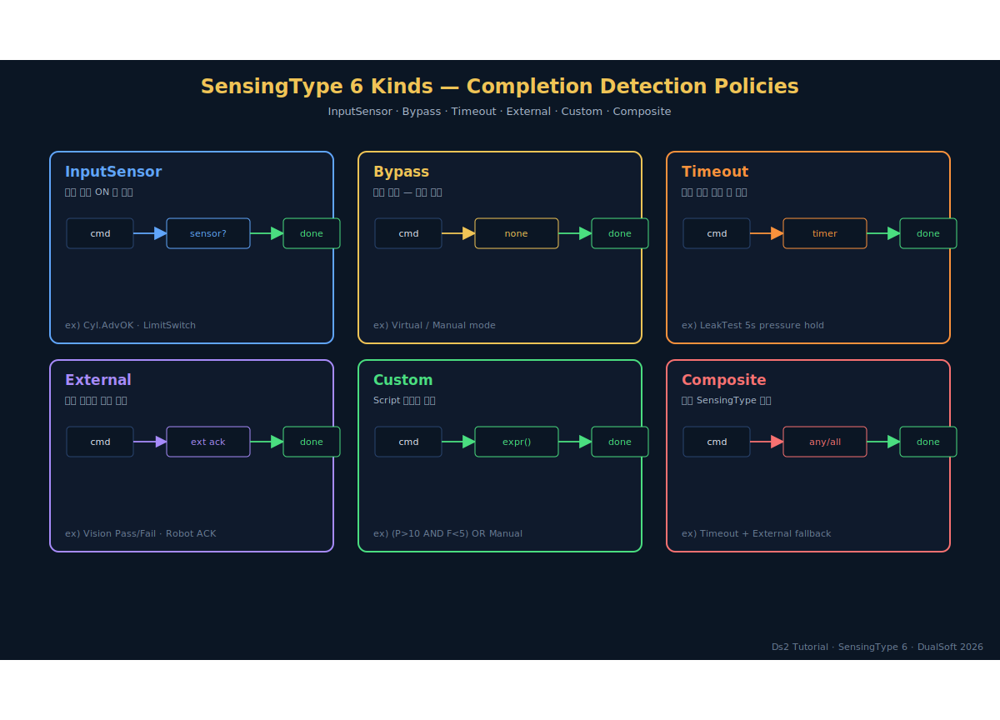 SensingType 6 Kinds — Completion Detection Policies
InputSensor · Bypass · Timeout · External · Custom · Composite
InputSensor
ON
cmd
sensor?
done
ex) Cyl.AdvOK · LimitSwitch
Bypass
—
cmd
none
done
ex) Virtual / Manual mode
Timeout
cmd
timer
done
ex) LeakTest 5s pressure hold
External
cmd
ext ack
done
ex) Vision Pass/Fail · Robot ACK
Custom
Script
cmd
expr()
done
ex) (P>10 AND F<5) OR Manual
Composite
SensingType
cmd
any/all
done
ex) Timeout + External fallback
Ds2 Tutorial · SensingType 6 · DualSoft 2026